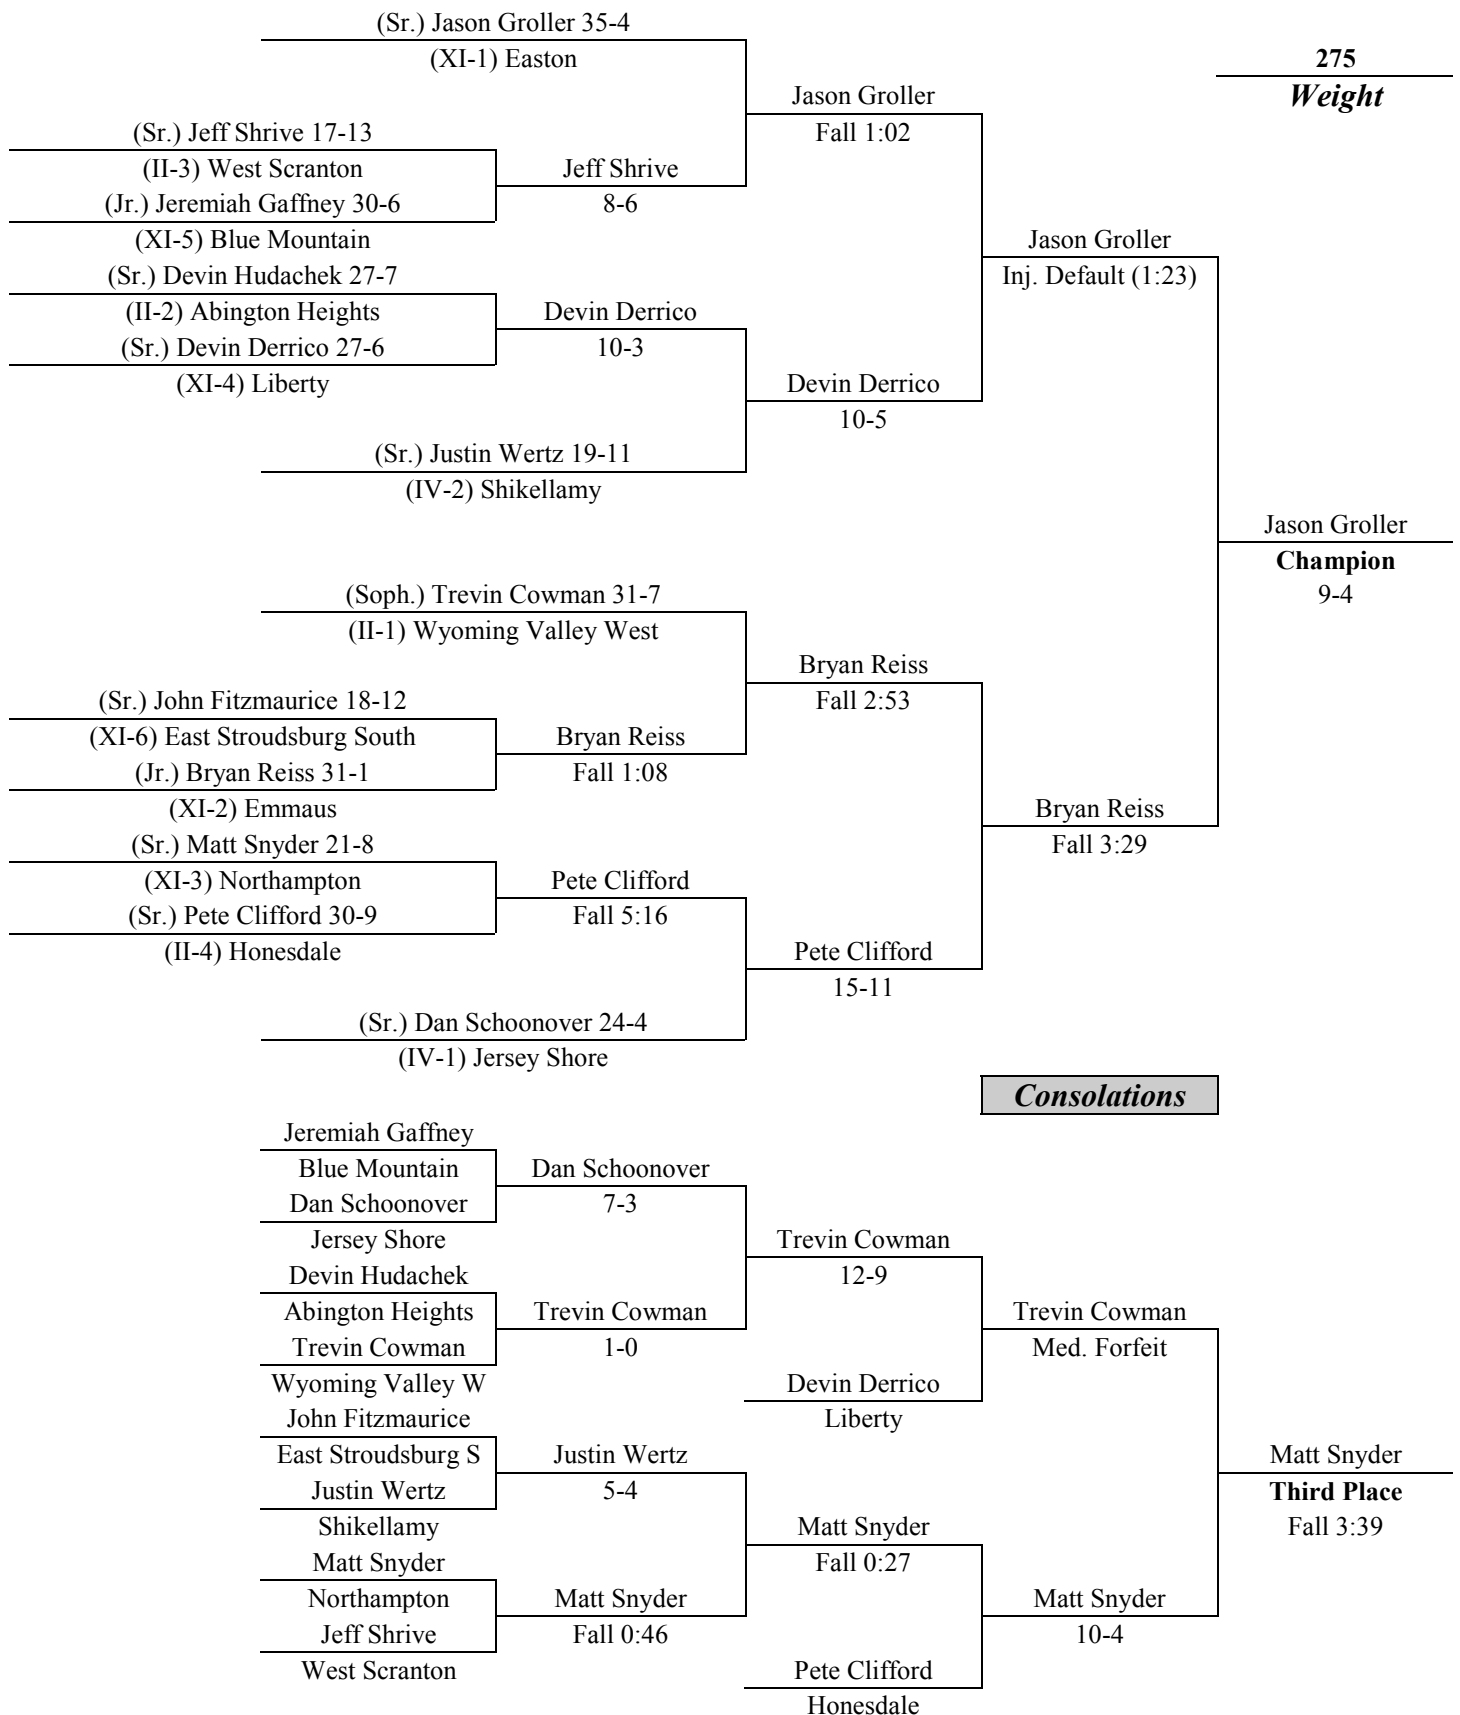 (Sr.) Jason Groller 35-4
(XI-1) Easton
275
Weight
Jason Groller
Fall 1:02
(Sr.) Jeff Shrive 17-13
(II-3) West Scranton
Jeff Shrive
(Jr.) Jeremiah Gaffney 30-6
8-6
(XI-5) Blue Mountain
Jason Groller
(Sr.) Devin Hudachek 27-7
Inj. Default (1:23)
(II-2) Abington Heights
Devin Derrico
(Sr.) Devin Derrico 27-6
10-3
(XI-4) Liberty
Devin Derrico
10-5
(Sr.) Justin Wertz 19-11
(IV-2) Shikellamy
Jason Groller
Champion
9-4
(Soph.) Trevin Cowman 31-7
(II-1) Wyoming Valley West
Bryan Reiss
Fall 2:53
(Sr.) John Fitzmaurice 18-12
(XI-6) East Stroudsburg South
Bryan Reiss
(Jr.) Bryan Reiss 31-1
Fall 1:08
(XI-2) Emmaus
Bryan Reiss
(Sr.) Matt Snyder 21-8
Fall 3:29
(XI-3) Northampton
Pete Clifford
(Sr.) Pete Clifford 30-9
Fall 5:16
(II-4) Honesdale
Pete Clifford
15-11
(Sr.) Dan Schoonover 24-4
(IV-1) Jersey Shore
Consolations
Jeremiah Gaffney
Blue Mountain
Dan Schoonover
Dan Schoonover
7-3
Jersey Shore
Trevin Cowman
Devin Hudachek
12-9
Abington Heights
Trevin Cowman
Trevin Cowman
Trevin Cowman
1-0
Med. Forfeit
Wyoming Valley W
Devin Derrico
John Fitzmaurice
Liberty
East Stroudsburg S
Justin Wertz
Matt Snyder
Justin Wertz
5-4
Third Place
Shikellamy
Matt Snyder
Fall 3:39
Matt Snyder
Fall 0:27
Northampton
Matt Snyder
Matt Snyder
Jeff Shrive
Fall 0:46
10-4
West Scranton
Pete Clifford
Honesdale